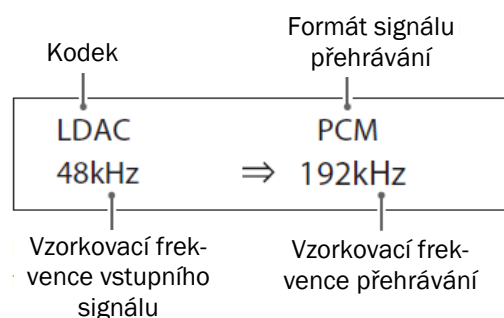 Kodek
Formát signálu
přehrávání
LDAC
PCM
48kHz ⇒ 192kHz
Vzorkovací frek-
vence vstupního
signálu
Vzorkovací frek-
vence přehrávání